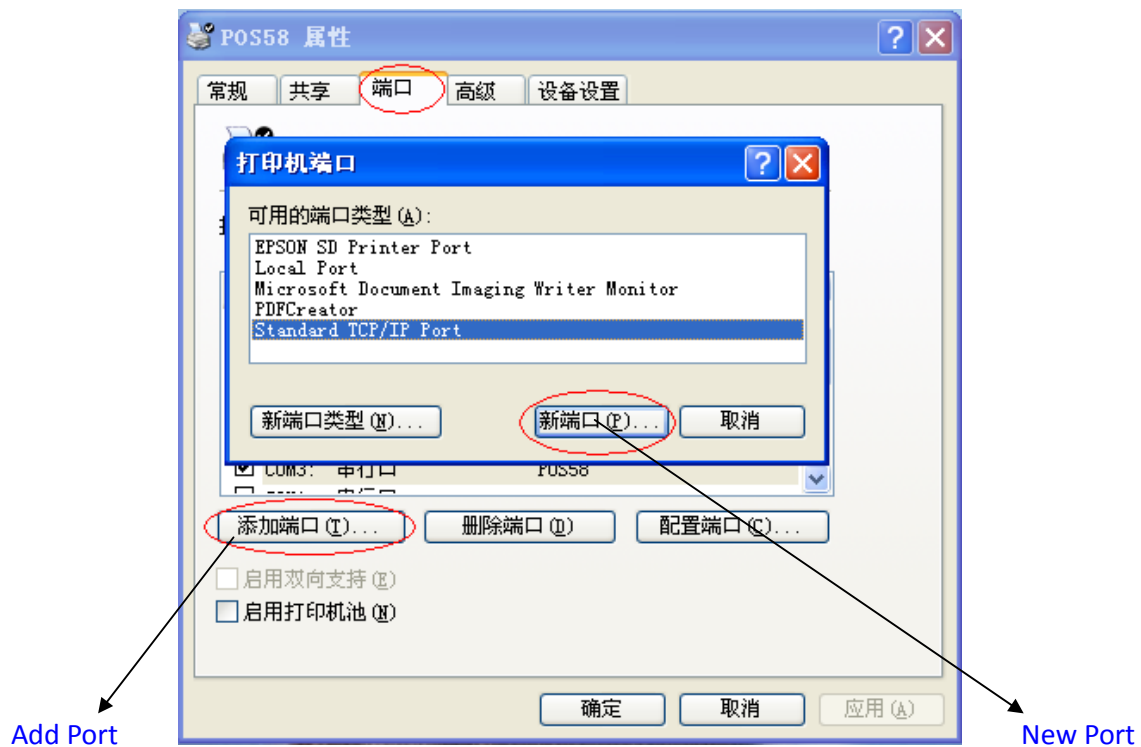 POS58 属性
常规 共享 端口 高级 设备设置
打印机端口
可用的端口类型(A):
EPSON SD Printer Port
Local Port
Microsoft Document Imaging Writer Monitor
PDFCreator
Standard TCP/IP Port
新端口类型(N)... 新端口(P)... 取消
COM3: 串行口 POS58
添加端口(T)... 删除端口(D) 配置端口(C)...
启用双向支持(E)
启用打印机池(N)
确定 取消 应用(A)
Add Port New Port